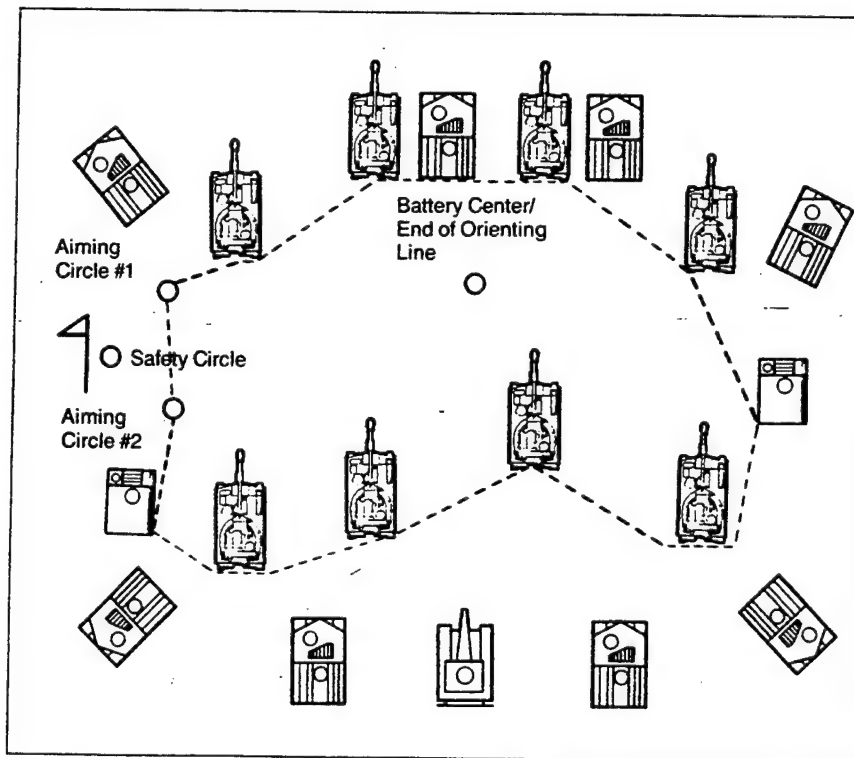 Battery Center/
End of Orienting
Line
Aiming
Circle #1
Safety Circle
Aiming
Circle #2